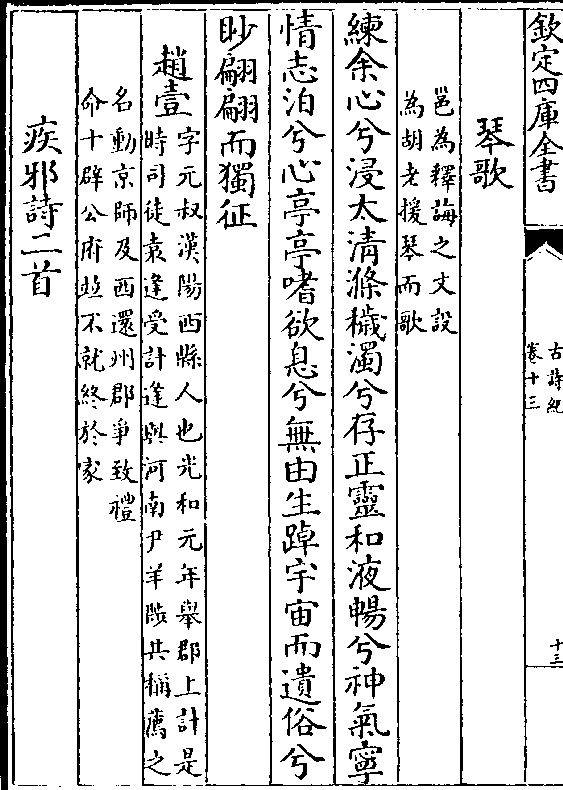 欽定四庫全書
古詩紀
卷十三
十三
琴歌
邕為釋誨之文設
為胡老援琴而歌
練余心兮浸太清滌穢濁兮存正靈和液暢兮神氣寧
情志泊兮心亭亭嗜欲息兮無由生踔宇宙而遺俗兮
眇翩翩而獨征
趙壹
字元叔漢陽西縣人也光和元年舉郡上計是
時司徒袁逢受計逢與河南尹羊陟共稱薦之
名動京師及西還州郡爭致禮
命十辟公府並不就終於家
疾邪詩二首